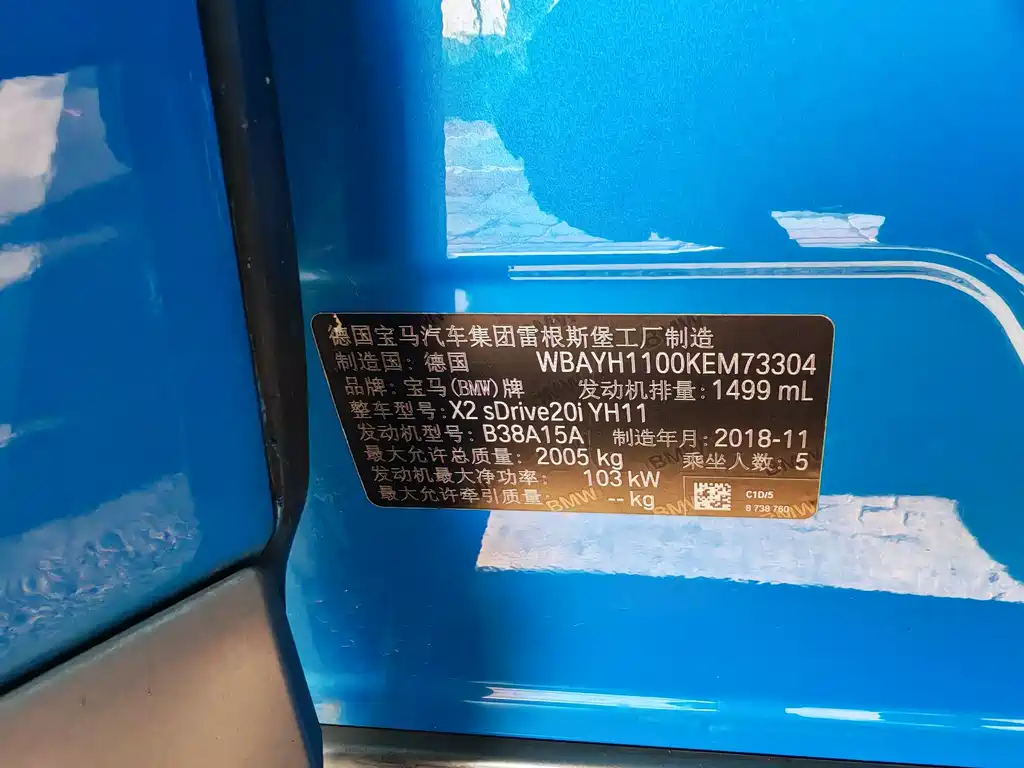 德国宝马汽车集团雷根斯堡工厂制造
制造国：德国 WBAYH1100KEM73304
品牌：宝马(BMW)牌 发动机排量：1499 mL
整车型号：X2 sDrive20i YH11
发动机型号：B38A15A 制造年月：2018-11
最大允许总质量：2005 kg 乘坐人数：5
发动机最大净功率：103 kW
最大允许牵引质量：-- kg
C1D/5
8 738 760